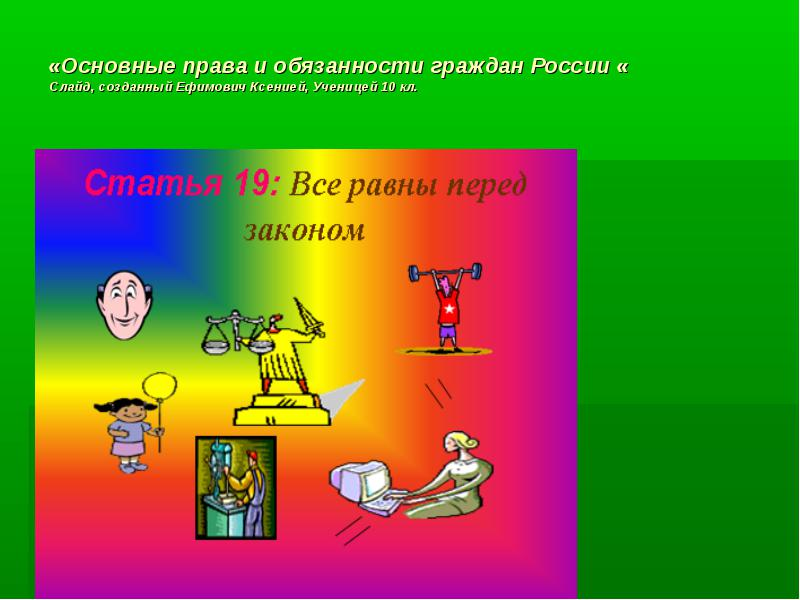 «Основные права и обязанности граждан России «
Слайд, созданный Ефимович Ксенией, Ученицей 10 кл.
Статья 19: Все равны перед
законом